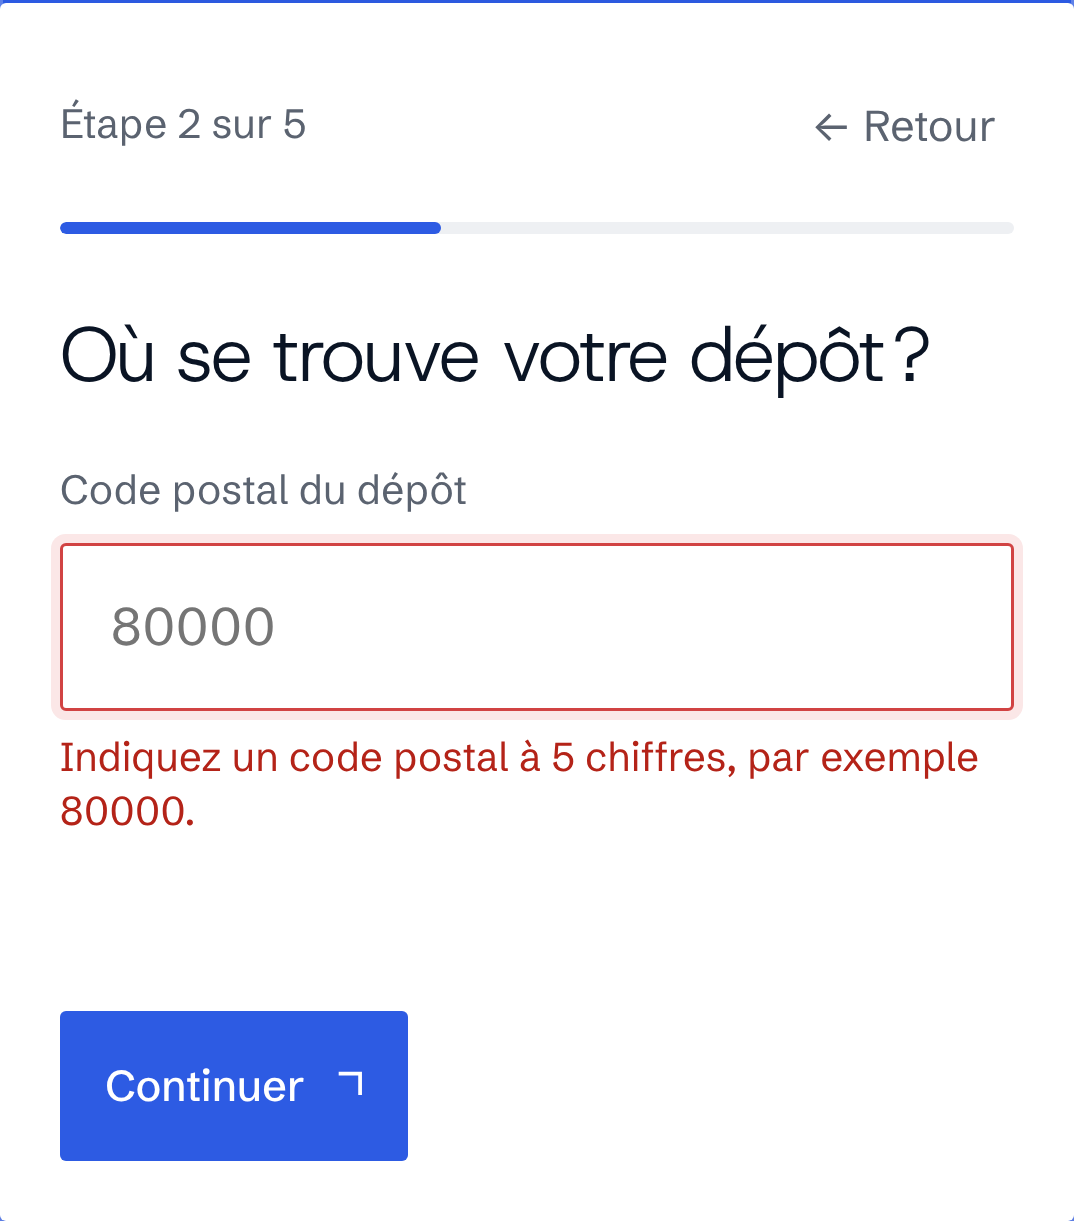 Étape 2 sur 5
← Retour
Où se trouve votre dépôt ?
Code postal du dépôt
80000
Indiquez un code postal à 5 chiffres, par exemple
80000.
Continuer